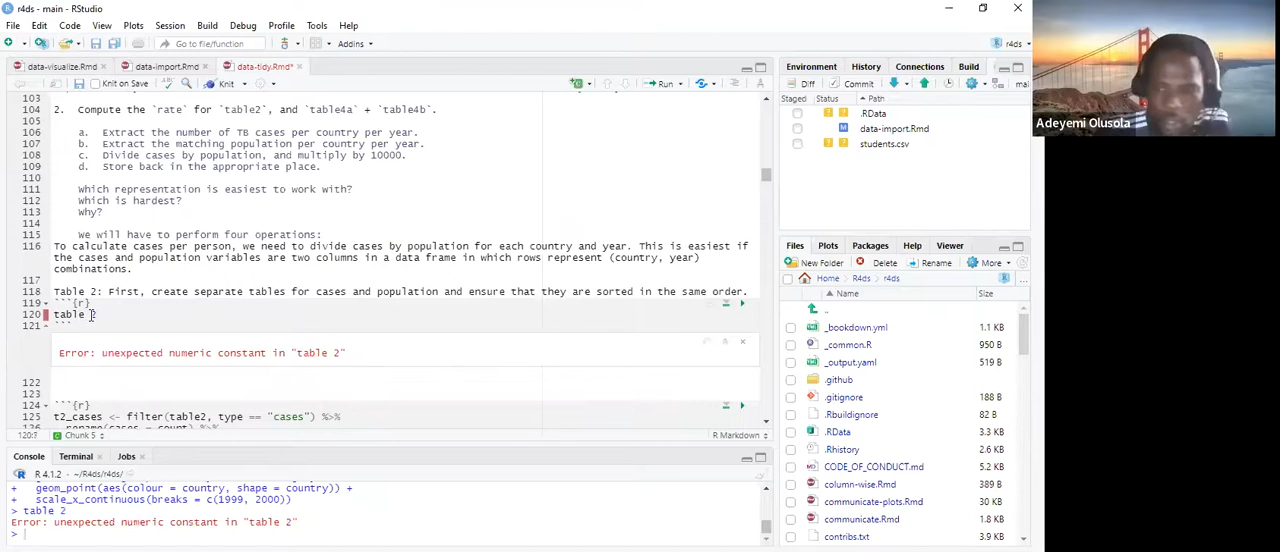 r4ds - main - RStudio
File Edit Code View Plots Session Build Debug Profile Tools Help
Go to file/function
Addins
r4ds
data-visualize.Rmd × data-import.Rmd × data-tidy.Rmd* ×
Knit on Save
Run
103
104 2. Compute the `rate` for `table2`, and `table4a` + `table4b`.
105
106 a. Extract the number of TB cases per country per year.
107 b. Extract the matching population per country per year.
108 c. Divide cases by population, and multiply by 10000.
109 d. Store back in the appropriate place.
110
111 Which representation is easiest to work with?
112 Which is hardest?
113 Why?
114
115 we will have to perform four operations:
116 To calculate cases per person, we need to divide cases by population for each country and year. This is easiest if
the cases and population variables are two columns in a data frame in which rows represent (country, year)
combinations.
117
118 Table 2: First, create separate tables for cases and population and ensure that they are sorted in the same order.
119 ```{r}
120 table 2
121 ```
Error: unexpected numeric constant in "table 2"
122
123
124 ```{r}
125 t2_cases <- filter(table2, type == "cases") %>%
126 rename(cases = count) %>%
Chunk 5
R Markdown
Console Terminal × Jobs ×
R 4.1.2 · ~/R4ds/r4ds/
+ geom_point(aes(colour = country, shape = country)) +
+ scale_x_continuous(breaks = c(1999, 2000))
> table 2
Error: unexpected numeric constant in "table 2"
>
Environment History Connections Build
Diff Commit mai
Staged Status Path
.RData
data-import.Rmd
students.csv
Files Plots Packages Help Viewer
New Folder Delete Rename More
Home R4ds r4ds
Name Size
..
_bookdown.yml 1.1 KB
_common.R 950 B
_output.yaml 519 B
.github
.gitignore 188 B
.Rbuildignore 82 B
.RData 3.3 KB
.Rhistory 2.6 KB
CODE_OF_CONDUCT.md 5.2 KB
column-wise.Rmd 389 B
communicate-plots.Rmd 30 KB
communicate.Rmd 1.8 KB
contribs.txt 3.9 KB
Adeyemi Olusola